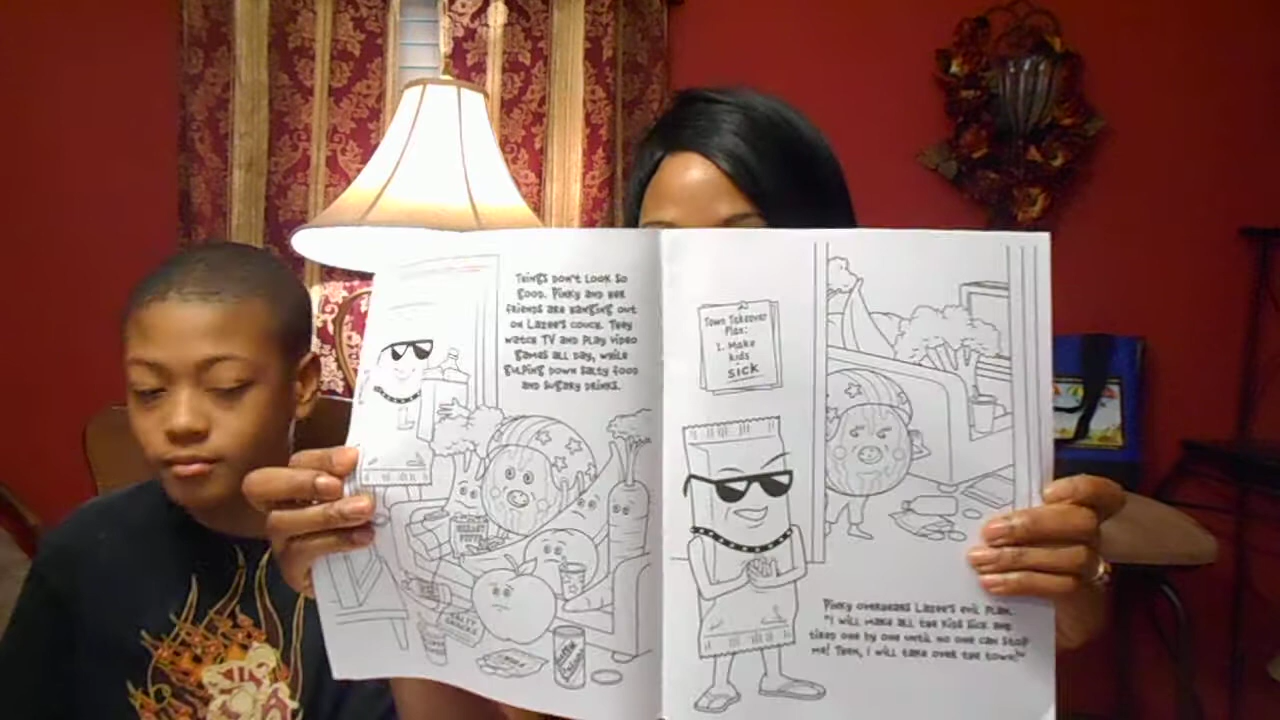 Things don't look so
good. Pinky and her
friends are hanging out
on Lazee's couch. They
watch TV and play video
games all day, while
gulping down salty food
and sugary drinks.
Town Takeover
Plan:
1. Make
kids
SICK
Pinky overhears Lazee's evil plan.
"I will make all the kids sick and
tired one by one until no one can stop
me! Then, I will take over the town!"
SALTY